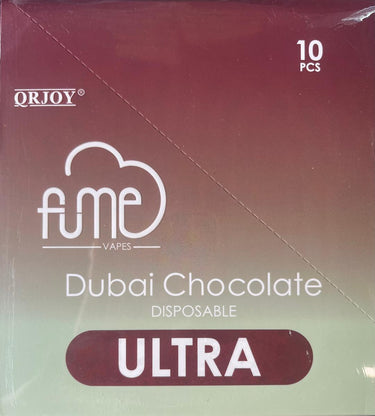 10
PCS
QRJOY®
fume
VAPES
Dubai Chocolate
DISPOSABLE
ULTRA